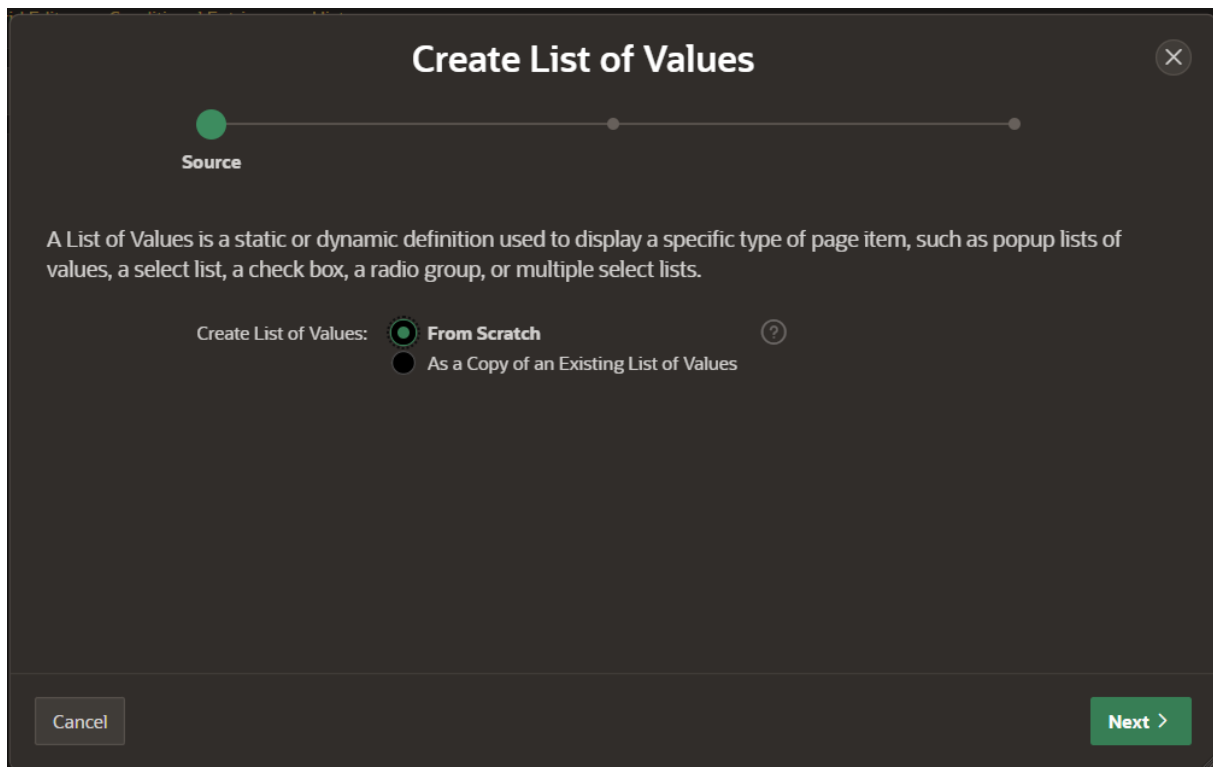 Create List of Values
Source
A List of Values is a static or dynamic definition used to display a specific type of page item, such as popup lists of
values, a select list, a check box, a radio group, or multiple select lists.
Create List of Values:
From Scratch
?
As a Copy of an Existing List of Values
Cancel
Next >